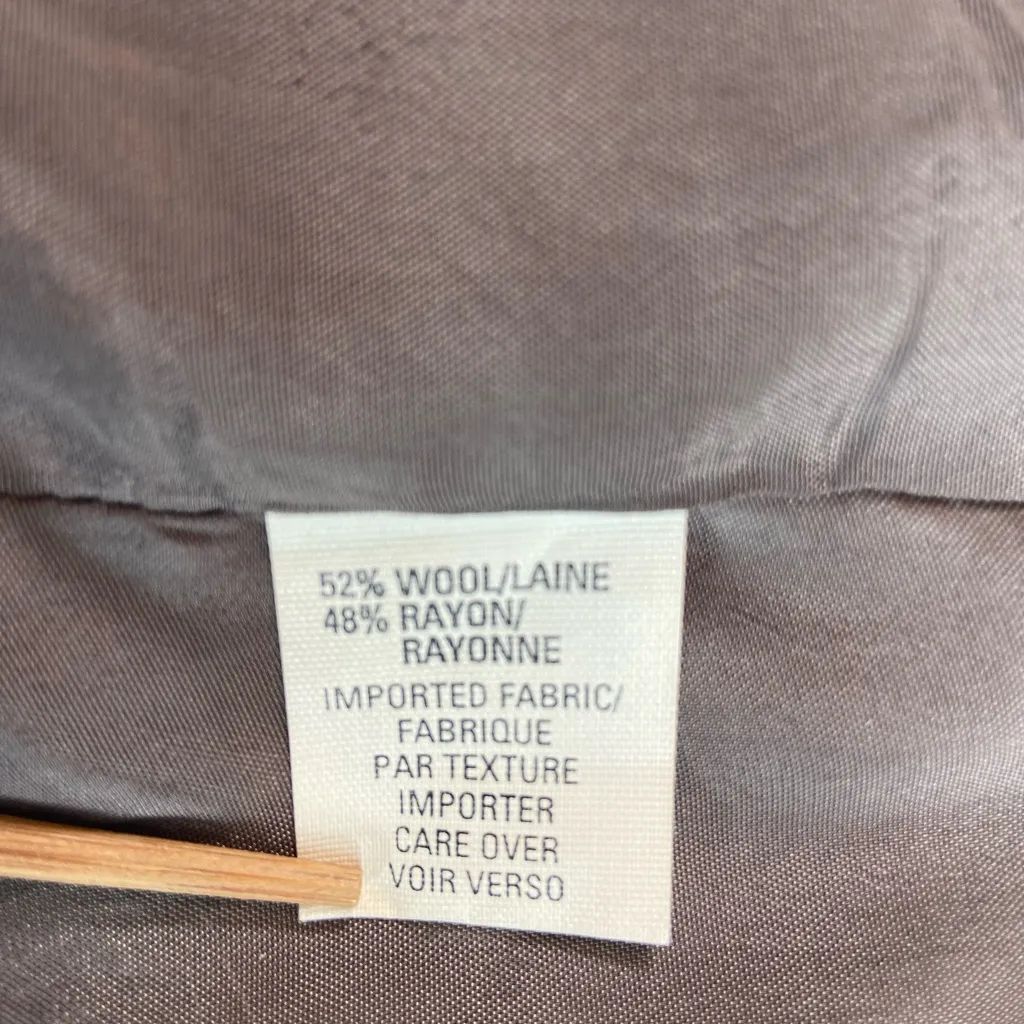 52% WOOL/LAINE
48% RAYON/
RAYONNE
IMPORTED FABRIC/
FABRIQUE
PAR TEXTURE
IMPORTER
CARE OVER
VOIR VERSO